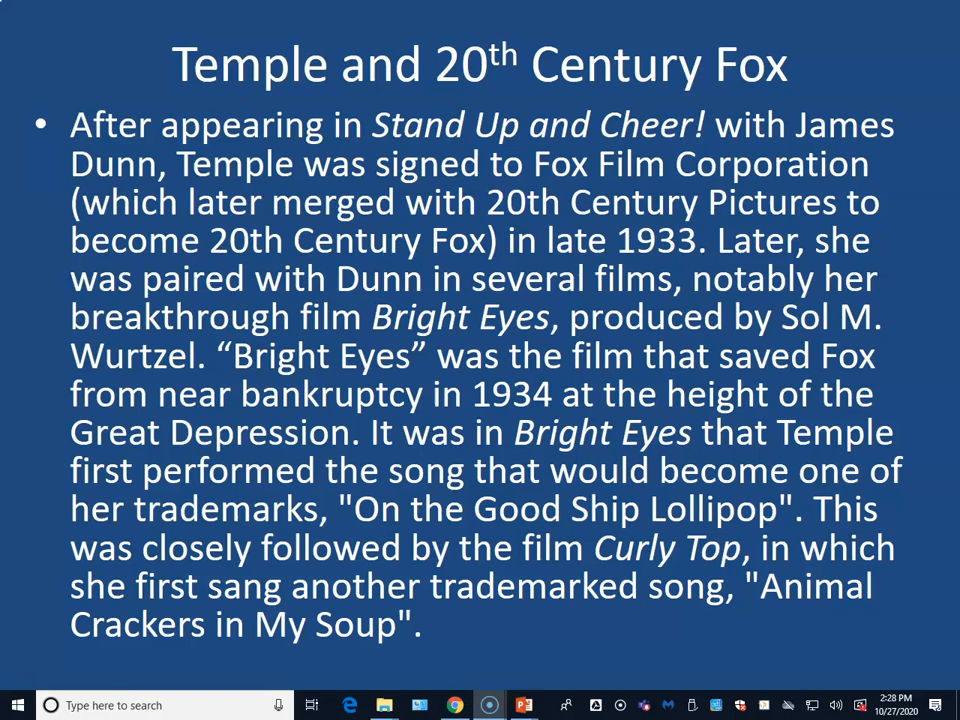 Temple and 20th Century Fox
• After appearing in Stand Up and Cheer! with James
Dunn, Temple was signed to Fox Film Corporation
(which later merged with 20th Century Pictures to
become 20th Century Fox) in late 1933. Later, she
was paired with Dunn in several films, notably her
breakthrough film Bright Eyes, produced by Sol M.
Wurtzel. “Bright Eyes” was the film that saved Fox
from near bankruptcy in 1934 at the height of the
Great Depression. It was in Bright Eyes that Temple
first performed the song that would become one of
her trademarks, "On the Good Ship Lollipop". This
was closely followed by the film Curly Top, in which
she first sang another trademarked song, "Animal
Crackers in My Soup".
Type here to search
2:28 PM
10/27/2020